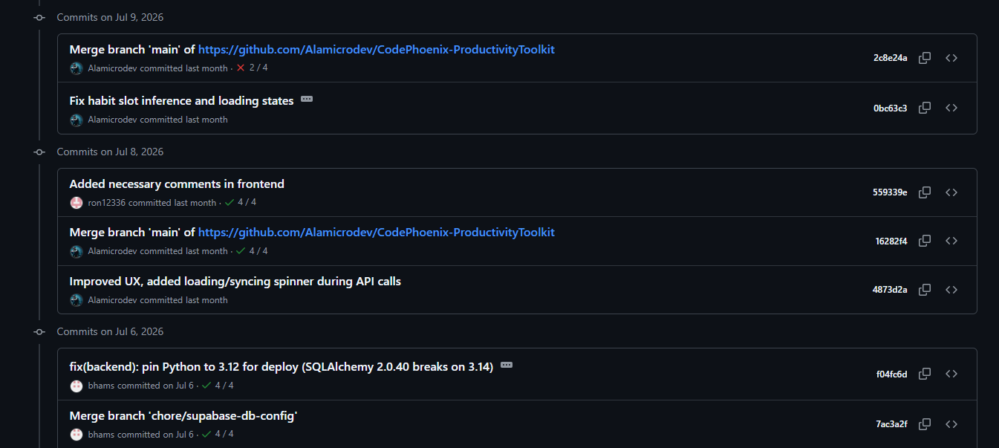 Commits on Jul 9, 2026
Merge branch 'main' of https://github.com/Alamicrodev/CodePhoenix-ProductivityToolkit
2c8e24a
Alamicrodev committed last month · 2 / 4
Fix habit slot inference and loading states
0bc63c3
Alamicrodev committed last month
Commits on Jul 8, 2026
Added necessary comments in frontend
559339e
ron12336 committed last month · 4 / 4
Merge branch 'main' of https://github.com/Alamicrodev/CodePhoenix-ProductivityToolkit
16282f4
Alamicrodev committed last month · 4 / 4
Improved UX, added loading/syncing spinner during API calls
4873d2a
Alamicrodev committed last month
Commits on Jul 6, 2026
fix(backend): pin Python to 3.12 for deploy (SQLAlchemy 2.0.40 breaks on 3.14)
f04fc6d
bhams committed on Jul 6 · 4 / 4
Merge branch 'chore/supabase-db-config'
7ac3a2f
bhams committed on Jul 6 · 4 / 4